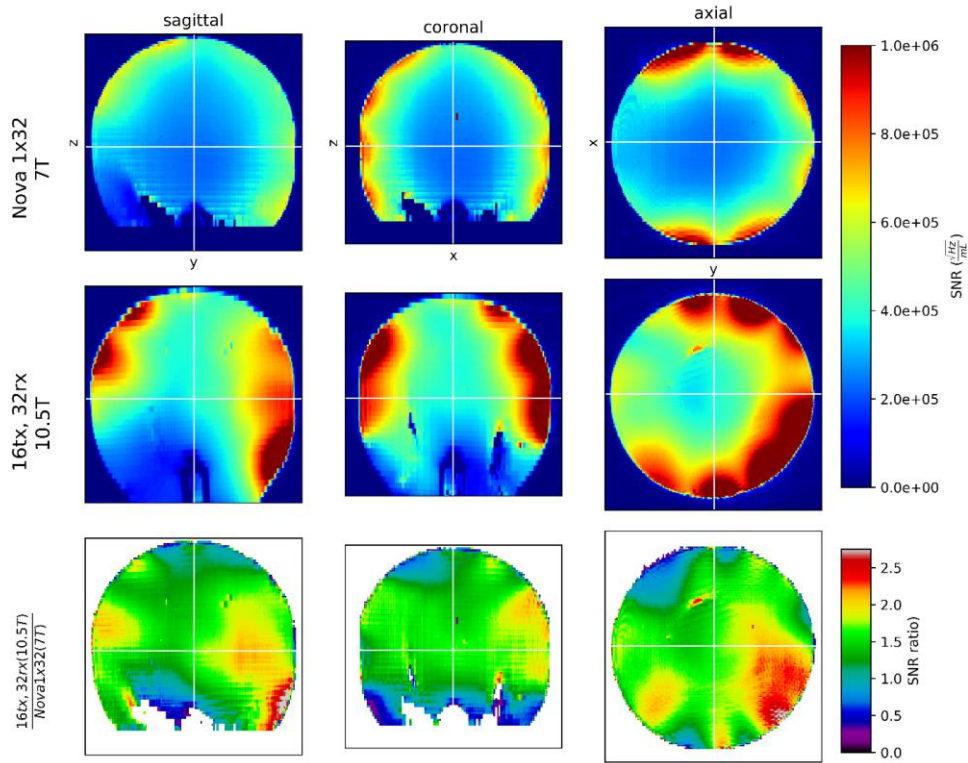 sagittal
coronal
axial
Nova 1x32
7T
z
z
x
y
x
y
16tx, 32rx
10.5T
1.0e+06
8.0e+05
6.0e+05
4.0e+05
2.0e+05
0.0e+00
SNR (√Hz/mL)
16tx, 32rx(10.5T)
Nova1x32(7T)
2.5
2.0
1.5
1.0
0.5
0.0
SNR ratio)